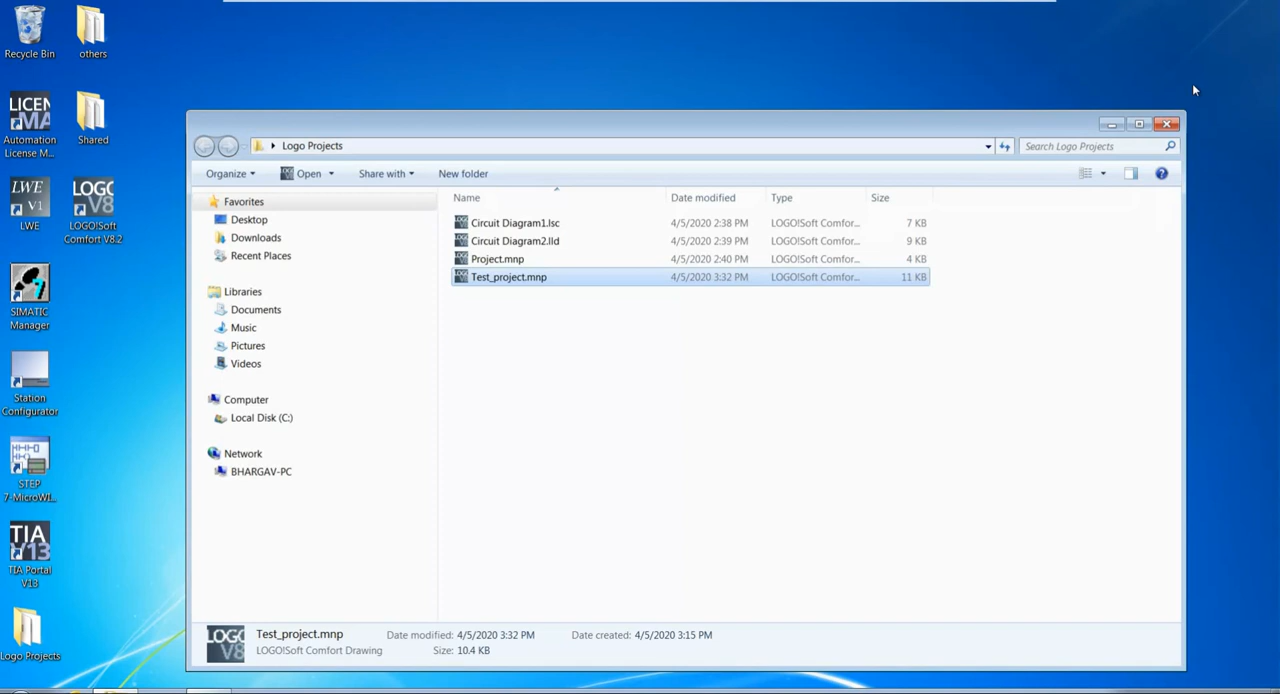 Recycle Bin
others
LICEN
MA
Automation
License M...
Shared
LWE
V1
LWE
LOGO
V8
LOGO!Soft
Comfort V8.2
SIMATIC
Manager
Station
Configurator
STEP
7-MicroWI...
TIA
V13
TIA Portal
V13
Logo Projects
Logo Projects
Search Logo Projects
Organize
Open
Share with
New folder
Favorites
Desktop
Downloads
Recent Places
Libraries
Documents
Music
Pictures
Videos
Computer
Local Disk (C:)
Network
BHARGAV-PC
Name Date modified Type Size
Circuit Diagram1.lsc 4/5/2020 2:38 PM LOGO!Soft Comfor... 7 KB
Circuit Diagram2.lld 4/5/2020 2:39 PM LOGO!Soft Comfor... 9 KB
Project.mnp 4/5/2020 2:40 PM LOGO!Soft Comfor... 4 KB
Test_project.mnp 4/5/2020 3:32 PM LOGO!Soft Comfor... 11 KB
LOGO
V8
Test_project.mnp Date modified: 4/5/2020 3:32 PM Date created: 4/5/2020 3:15 PM
LOGO!Soft Comfort Drawing Size: 10.4 KB